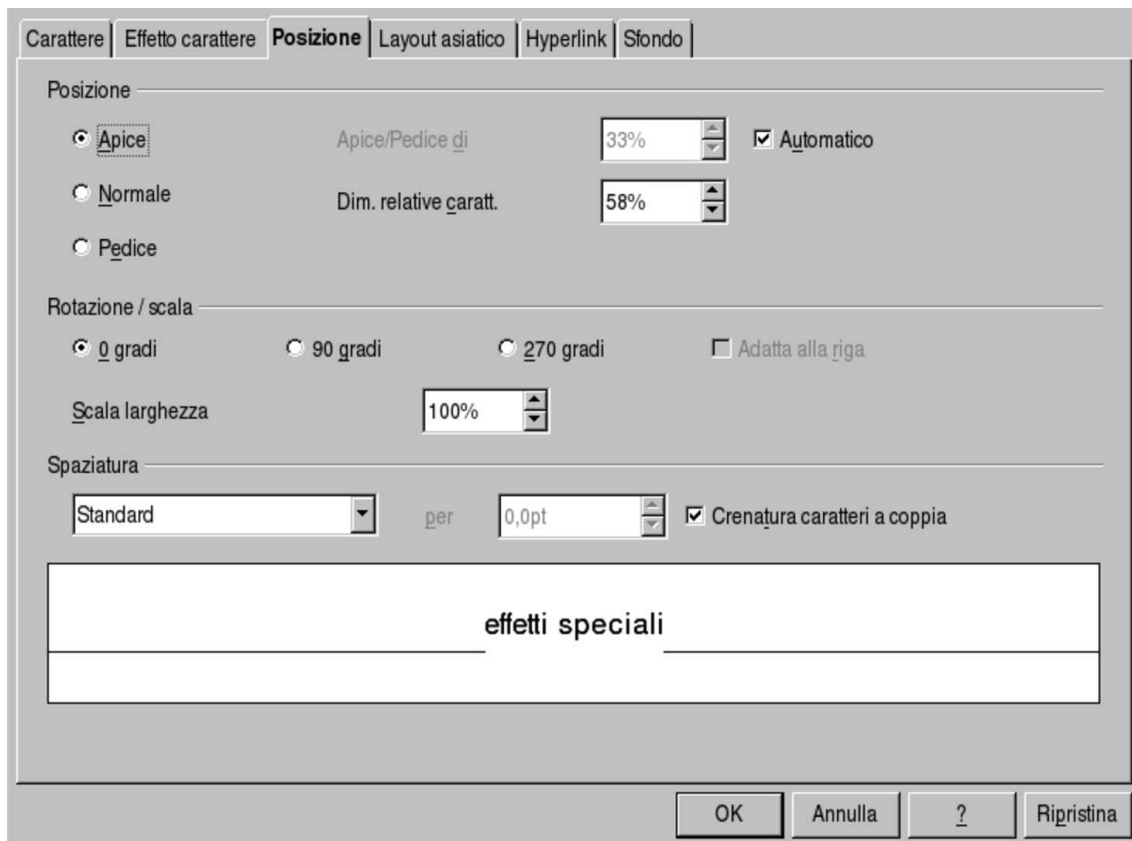 Carattere Effetto carattere Posizione Layout asiatico Hyperlink Sfondo
Posizione
Apice Apice/Pedice di 33% Automatico
Normale Dim. relative caratt. 58%
Pedice
Rotazione / scala
0 gradi 90 gradi 270 gradi Adatta alla riga
Scala larghezza 100%
Spaziatura
Standard per 0,0pt Crenatura caratteri a coppia
effetti speciali
OK Annulla ? Ripristina